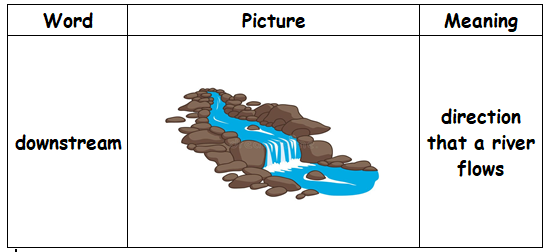 Word Picture Meaning
downstream
direction
that a river
flows